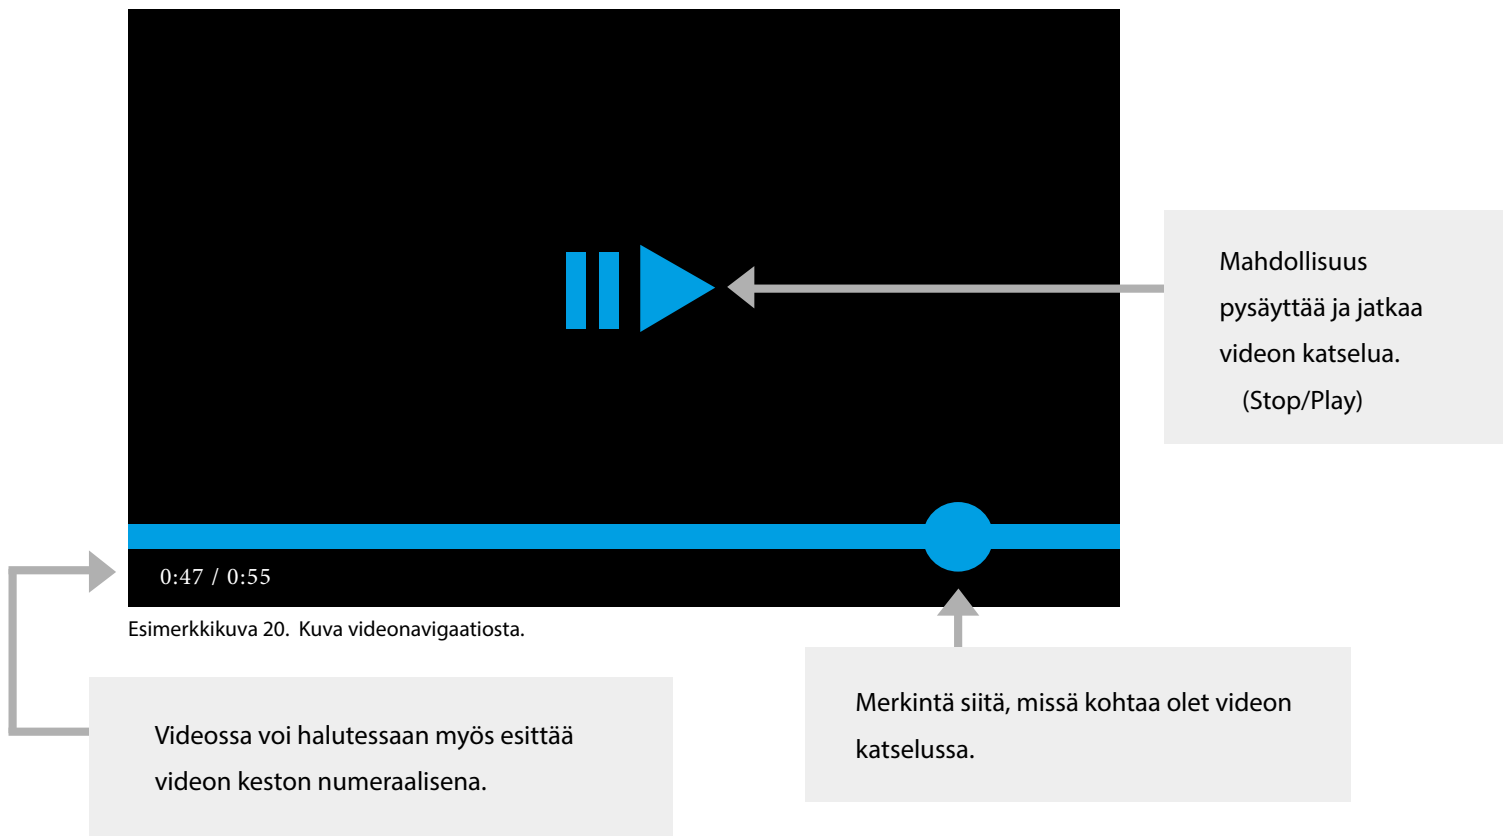 Mahdollisuus
pysäyttää ja jatkaa
videon katselua.
(Stop/Play)
0:47 / 0:55
Esimerkkikuva 20. Kuva videonavigaatiosta.
Merkintä siitä, missä kohtaa olet videon
katselussa.
Videossa voi halutessaan myös esittää
videon keston numeraalisena.